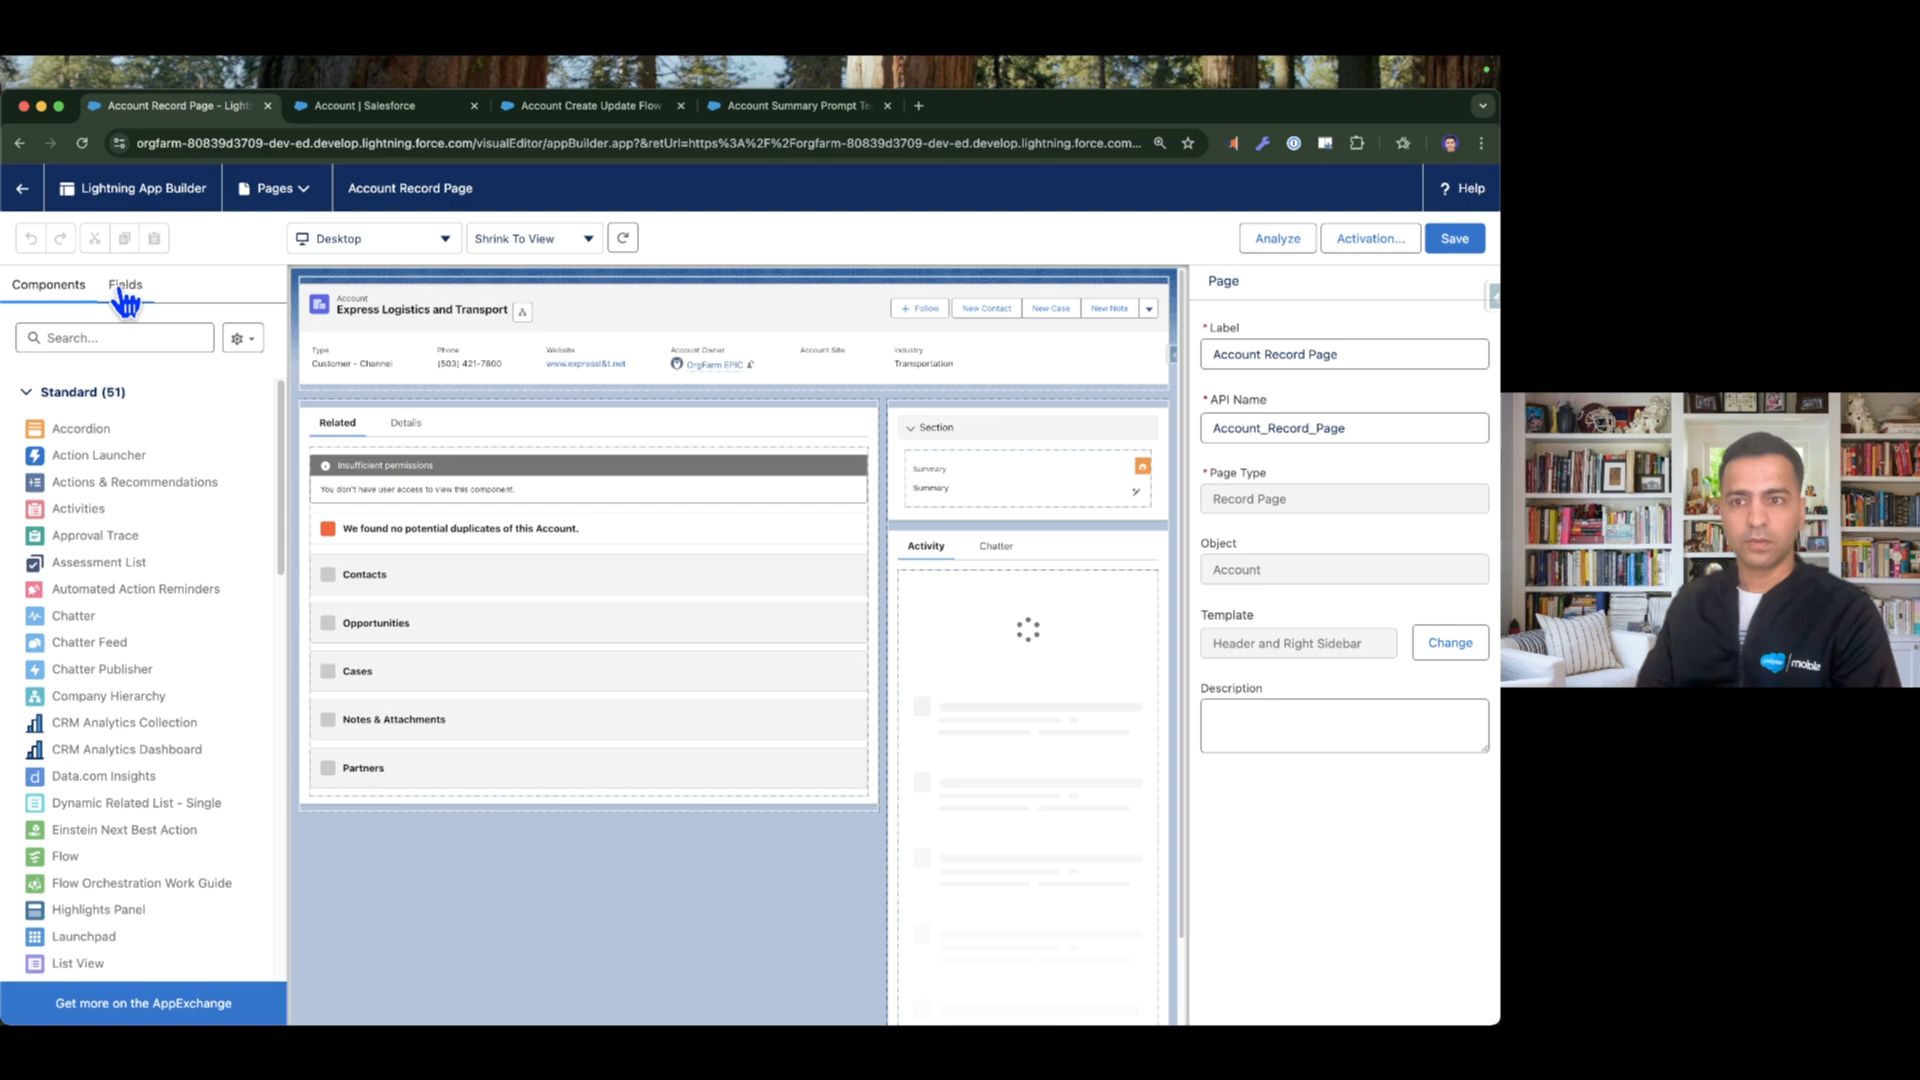 Account Record Page - Light
Account | Salesforce
Account Create Update Flow
Account Summary Prompt Te
orgfarm-80839d3709-dev-ed.develop.lightning.force.com/visualEditor/appBuilder.app?&retUrl=https%3A%2F%2Forgfarm-80839d3709-dev-ed.develop.lightning.force.com...
Lightning App Builder
Pages
Account Record Page
? Help
Desktop
Shrink To View
Analyze
Activation...
Save
Components
Fields
Search...
Standard (51)
Accordion
Action Launcher
Actions & Recommendations
Activities
Approval Trace
Assessment List
Automated Action Reminders
Chatter
Chatter Feed
Chatter Publisher
Company Hierarchy
CRM Analytics Collection
CRM Analytics Dashboard
Data.com Insights
Dynamic Related List - Single
Einstein Next Best Action
Flow
Flow Orchestration Work Guide
Highlights Panel
Launchpad
List View
Get more on the AppExchange
Account
Express Logistics and Transport
+ Follow
New Contact
New Case
New Note
Type
Customer - Channel
Phone
(503) 421-7800
Website
www.expressl&t.net
Account Owner
OrgFarm EPIC
Account Site
Industry
Transportation
Related
Details
Insufficient permissions
You don't have user access to view this component.
We found no potential duplicates of this Account.
Contacts
Opportunities
Cases
Notes & Attachments
Partners
Section
Summary
Summary
Activity
Chatter
Page
* Label
Account Record Page
* API Name
Account_Record_Page
* Page Type
Record Page
Object
Account
Template
Header and Right Sidebar
Change
Description
mobile